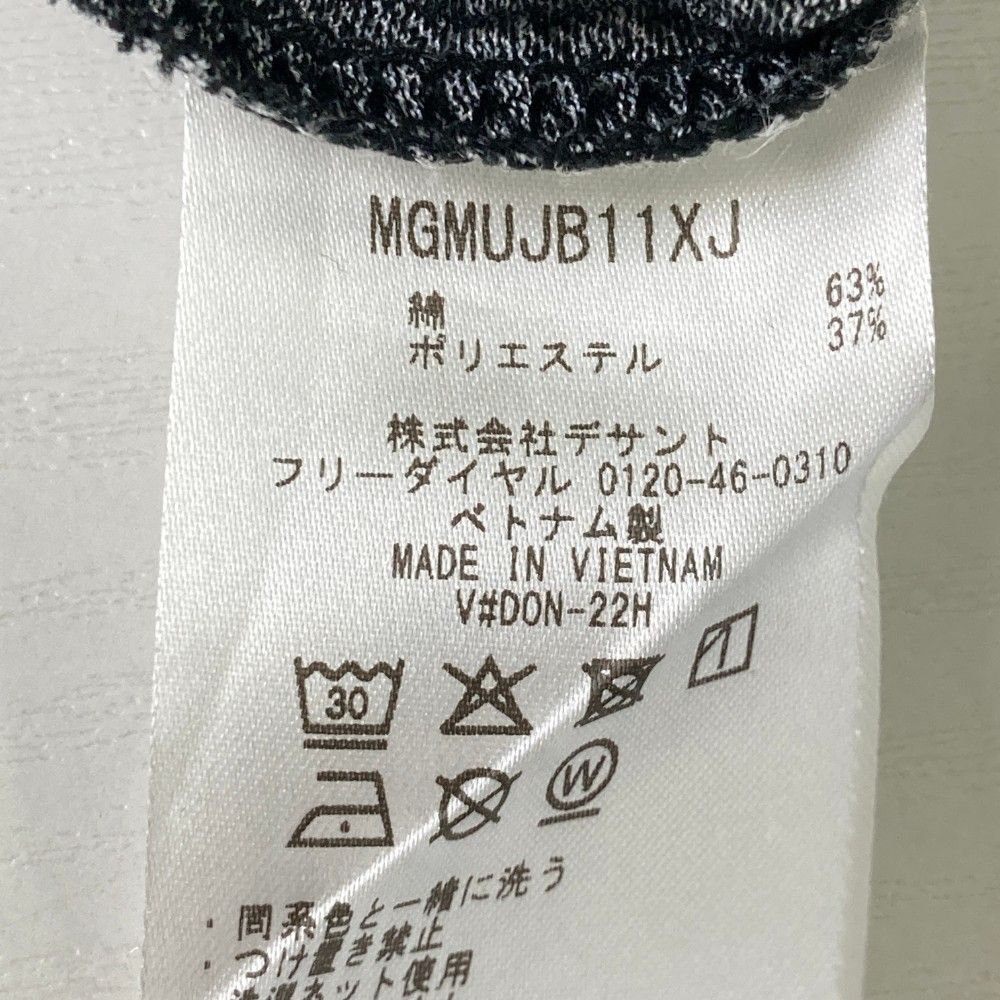 MGMUJB11XJ
綿 63%
ポリエステル 37%
株式会社デサント
フリーダイヤル 0120-46-0310
ベトナム製
MADE IN VIETNAM
V#DON-22H
30
W
・同系色と一緒に洗う
・つけ置き禁止
洗濯ネット使用